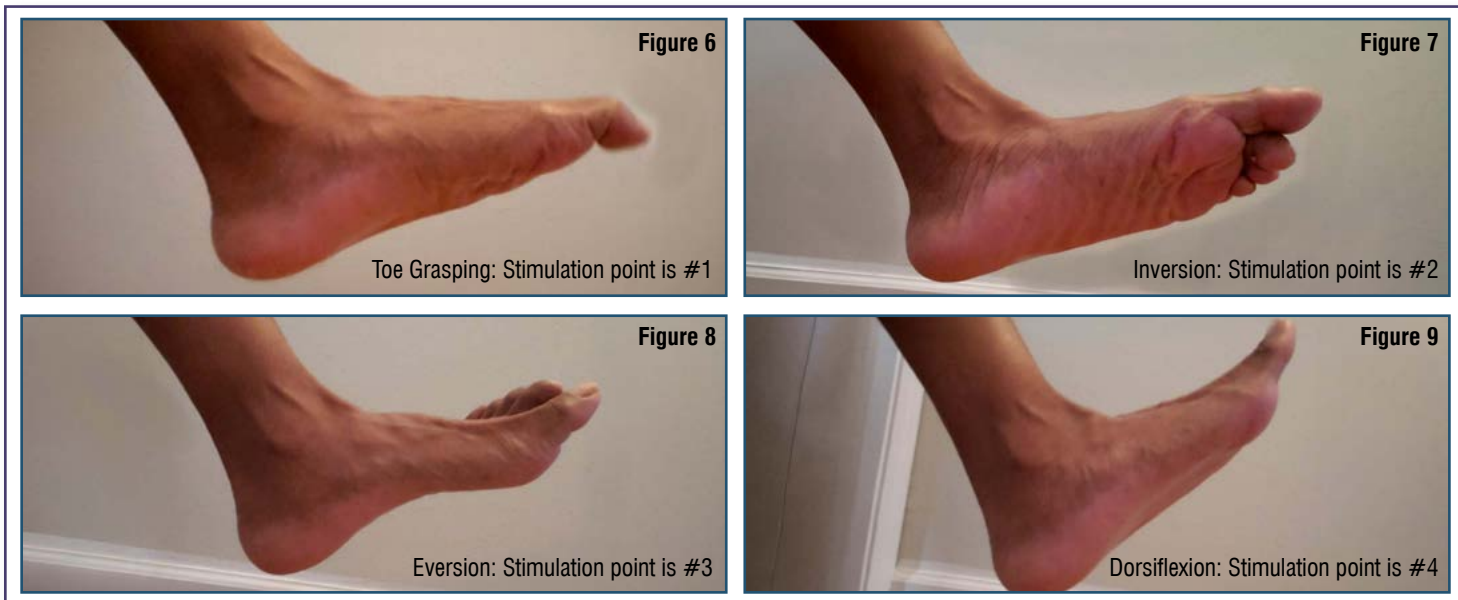 Figure 6
Toe Grasping: Stimulation point is #1
Figure 7
Inversion: Stimulation point is #2
Figure 8
Eversion: Stimulation point is #3
Figure 9
Dorsiflexion: Stimulation point is #4